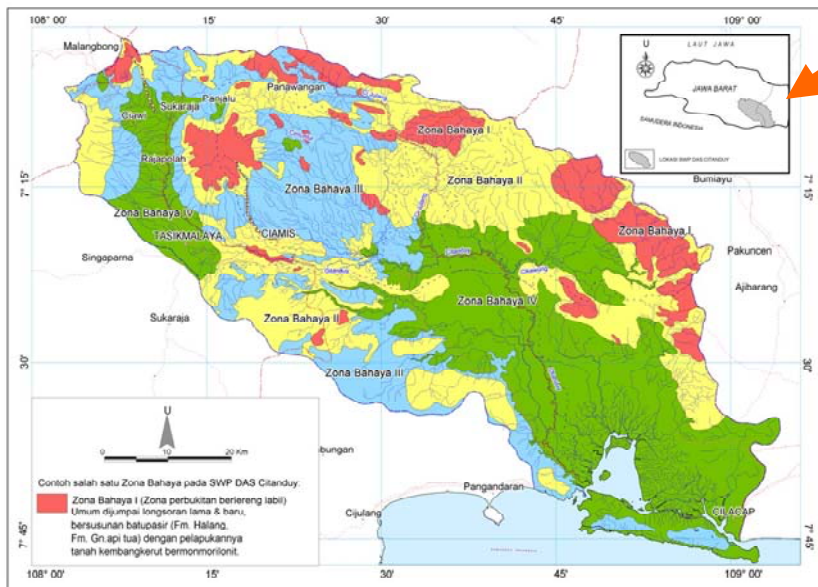 108° 00'
15'
30'
109° 00'
Malangbong
U
LAUT JAWA
JAWA BARAT
SAMUDERA INDONESIA
LOKASI SWP DAS CITANDUY
Panjalu
Panawangan
Sukaraja
Ciawi
Zona Bahaya I
Rajapolah
Zona Bahaya II
Bumiayu
7° 15'
7° 15'
Zona Bahaya III
Zona Bahaya IV
TASIKMALAYA
CIAMIS
Zona Bahaya I
Pakuncen
Singaparna
Ajibarang
Zona Bahaya IV
Sukaraja
Zona Bahaya II
30'
30'
Zona Bahaya III
U
10
0
10
20 Km
Contoh salah satu Zona Bahaya pada SWP DAS Citanduy:
Zona Bahaya I (Zona perbukitan berlereng labil)
Umum dijumpai longsoran lama & baru,
bersusunan batupasir (Fm. Halang,
Fm. Gn.api tua) dengan pelapukannya
tanah kembangkerut bermonmorilonit.
Pangandaran
Cijulang
CILACAP
7° 45'
7° 45'
108° 00'
15'
30'
109° 00'